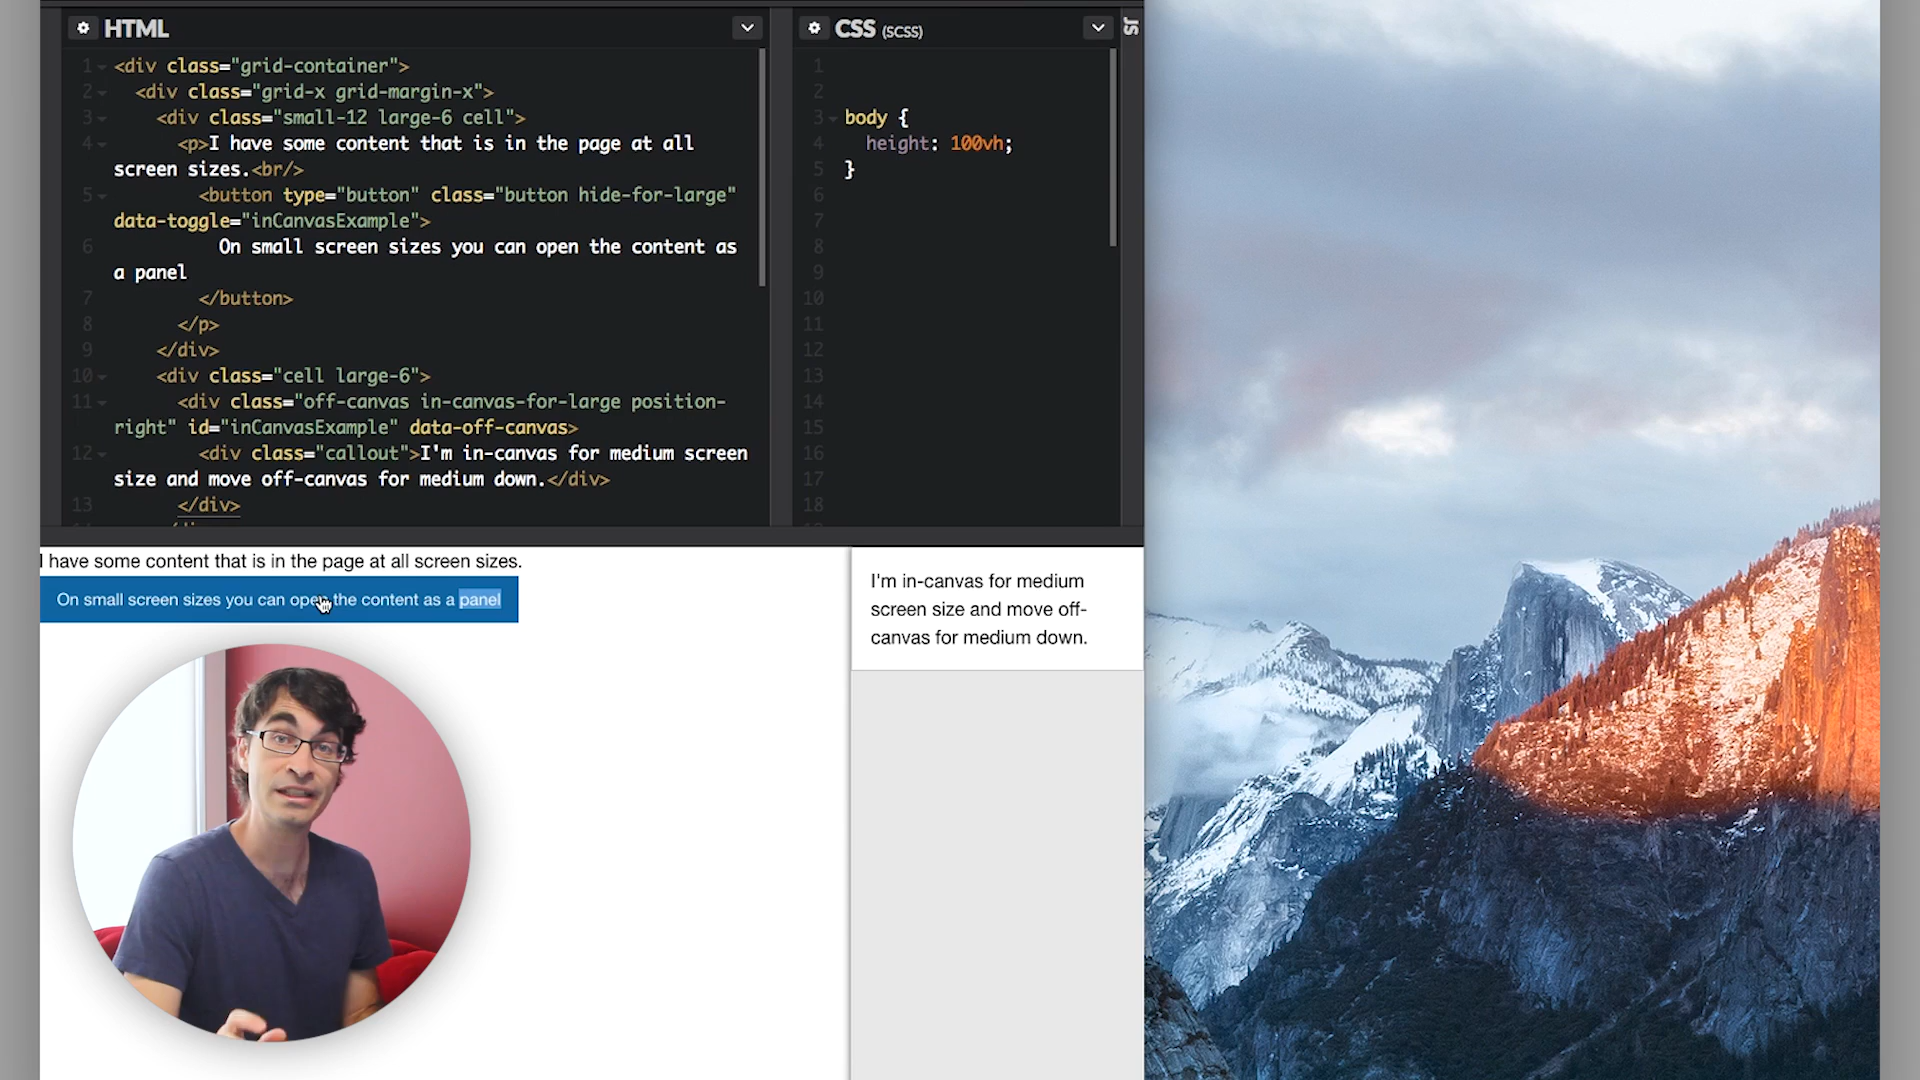 HTML
1 <div class="grid-container">
2 <div class="grid-x grid-margin-x">
3 <div class="small-12 large-6 cell">
4 <p>I have some content that is in the page at all
screen sizes.<br/>
5 <button type="button" class="button hide-for-large"
data-toggle="inCanvasExample">
6 On small screen sizes you can open the content as
a panel
7 </button>
8 </p>
9 </div>
10 <div class="cell large-6">
11 <div class="off-canvas in-canvas-for-large position-
right" id="inCanvasExample" data-off-canvas>
12 <div class="callout">I'm in-canvas for medium screen
size and move off-canvas for medium down.</div>
13 </div>
CSS (SCSS)
1
2
3 body {
4 height: 100vh;
5 }
6
7
8
9
10
11
12
13
14
15
16
17
18
JS
I have some content that is in the page at all screen sizes.
On small screen sizes you can open the content as a panel
I'm in-canvas for medium
screen size and move off-
canvas for medium down.